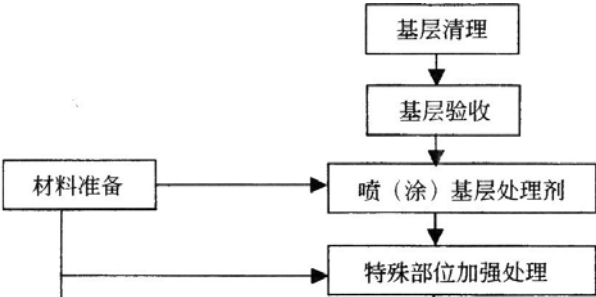 基层清理
基层验收
材料准备
喷（涂）基层处理剂
特殊部位加强处理